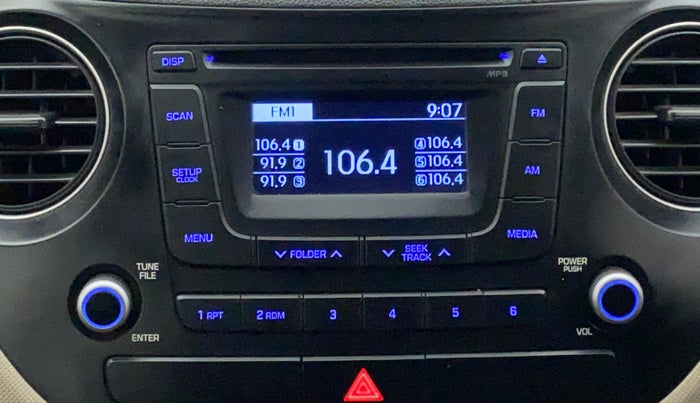 DISP
MP3
SCAN
FM1 9:07
FM
106.4 1 106.4 4 106.4
91.9 2 5 106.4
91.9 3 6 106.4
SETUP
CLOCK
AM
MENU
MEDIA
FOLDER
SEEK
TRACK
TUNE
FILE
POWER
PUSH
1 RPT 2 RDM 3 4 5 6
ENTER
VOL